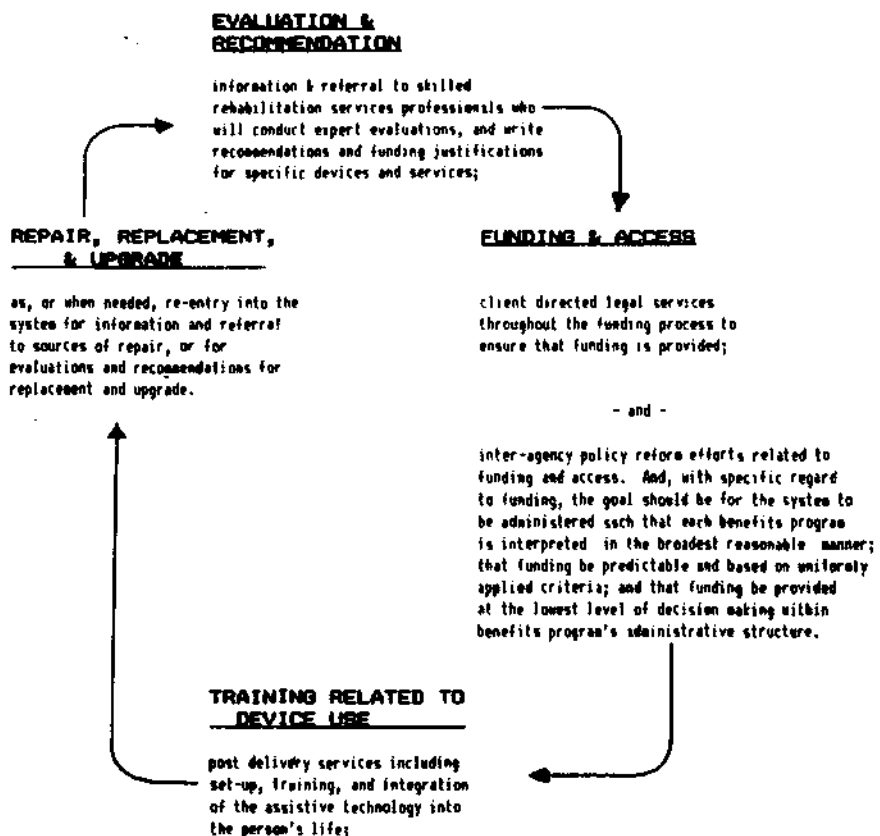 EVALUATION &
RECOMMENDATION
information & referral to skilled
rehabilitation services professionals who
will conduct expert evaluations, and write
recommendations and funding justifications
for specific devices and services;
REPAIR, REPLACEMENT,
& UPGRADE
as, or when needed, re-entry into the
system for information and referral
to sources of repair, or for
evaluations and recommendations for
replacement and upgrade.
FUNDING & ACCESS
client directed legal services
throughout the funding process to
ensure that funding is provided;
- and -
inter-agency policy reform efforts related to
funding and access. And, with specific regard
to funding, the goal should be for the system to
be administered ssch that each benefits program
is interpreted in the broadest reasonable manner;
that funding be predictable and based on uniformly
applied criteria; and that funding be provided
at the lowest level of decision making within
benefits program's administrative structure.
TRAINING RELATED TO
DEVICE USE
post delivery services including
set-up, training, and integration
of the assistive technology into
the person's life;